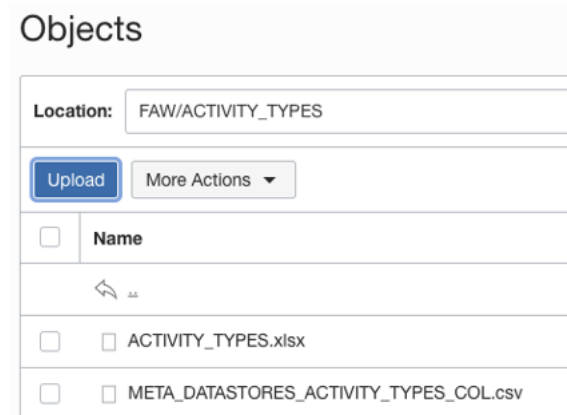 Objects
Location: FAW/ACTIVITY_TYPES
Upload More Actions
Name
..
ACTIVITY_TYPES.xlsx
META_DATASTORES_ACTIVITY_TYPES_COL.csv